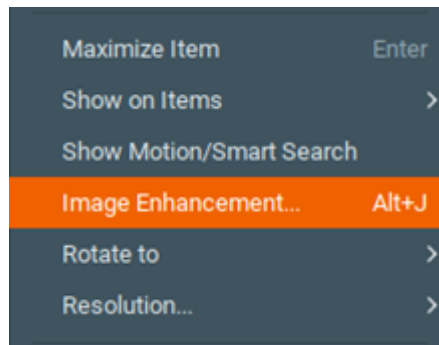 Maximize Item Enter
Show on Items >
Show Motion/Smart Search
Image Enhancement... Alt+J
Rotate to >
Resolution... >